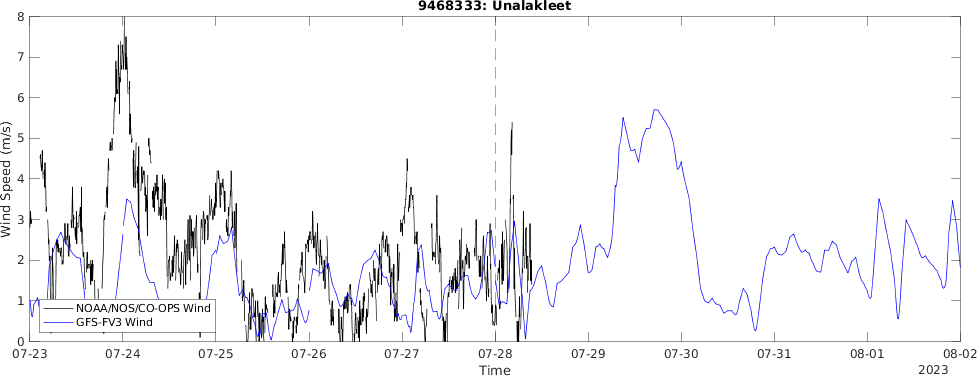 9468333: Unalakleet
8
7
6
5
4
3
2
1
0
Wind Speed (m/s)
NOAA/NOS/CO-OPS Wind
GFS-FV3 Wind
07-23 07-24 07-25 07-26 07-27 07-28 07-29 07-30 07-31 08-01 08-02
Time
2023